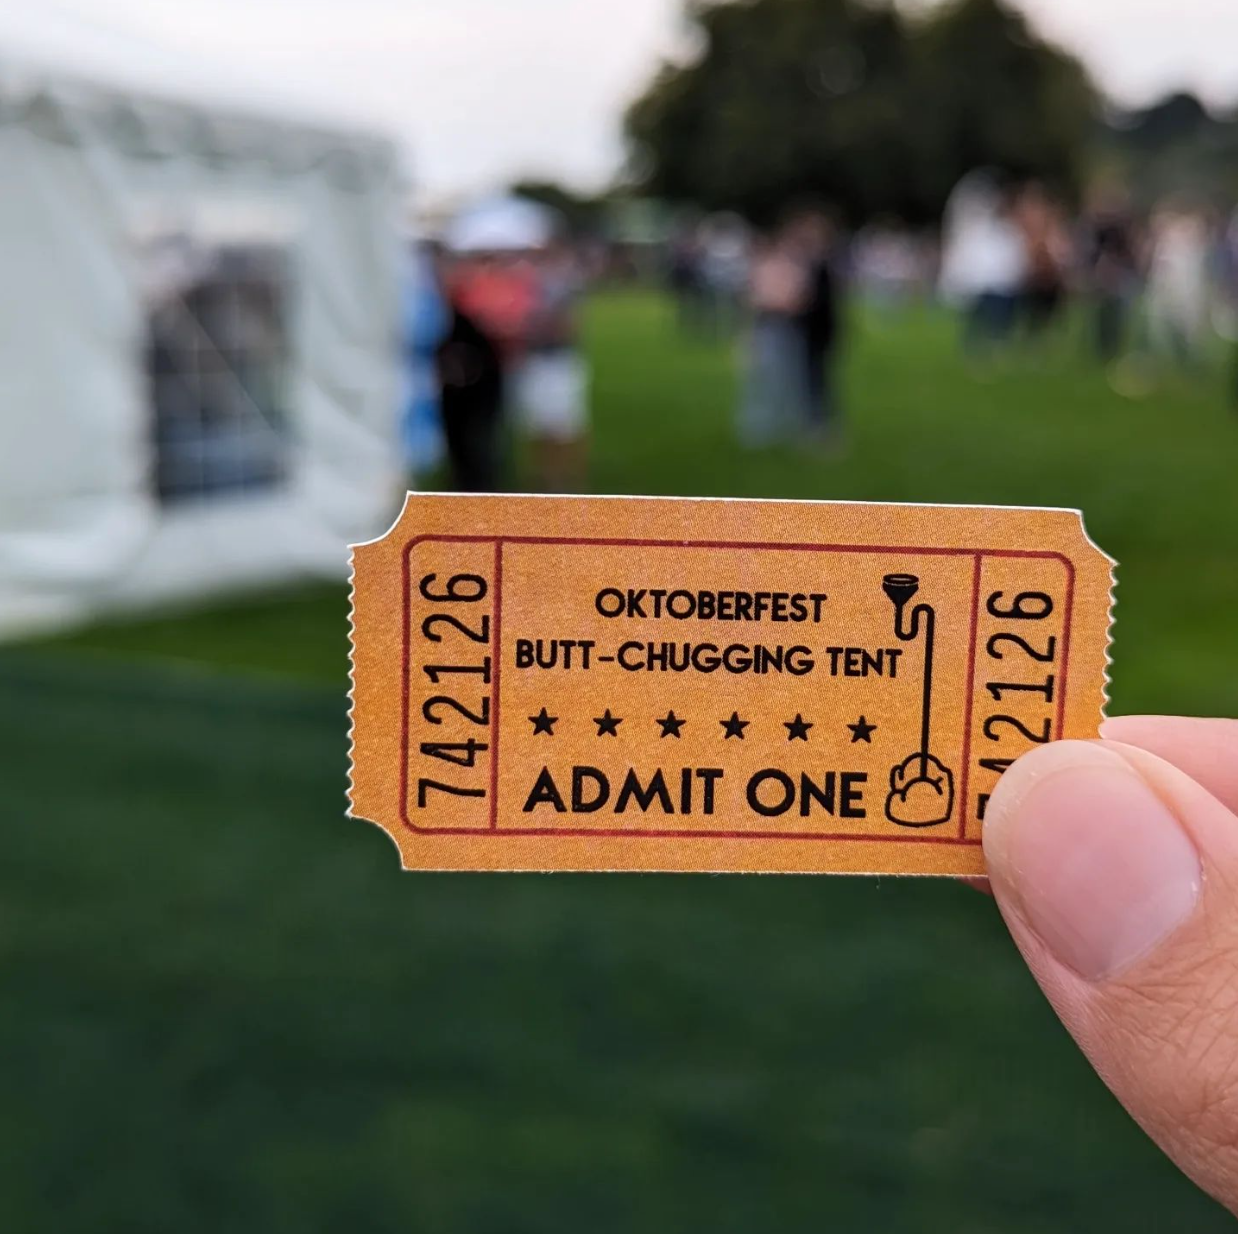 742126
OKTOBERFEST
BUTT-CHUGGING TENT
★ ★ ★ ★ ★ ★
ADMIT ONE
42126